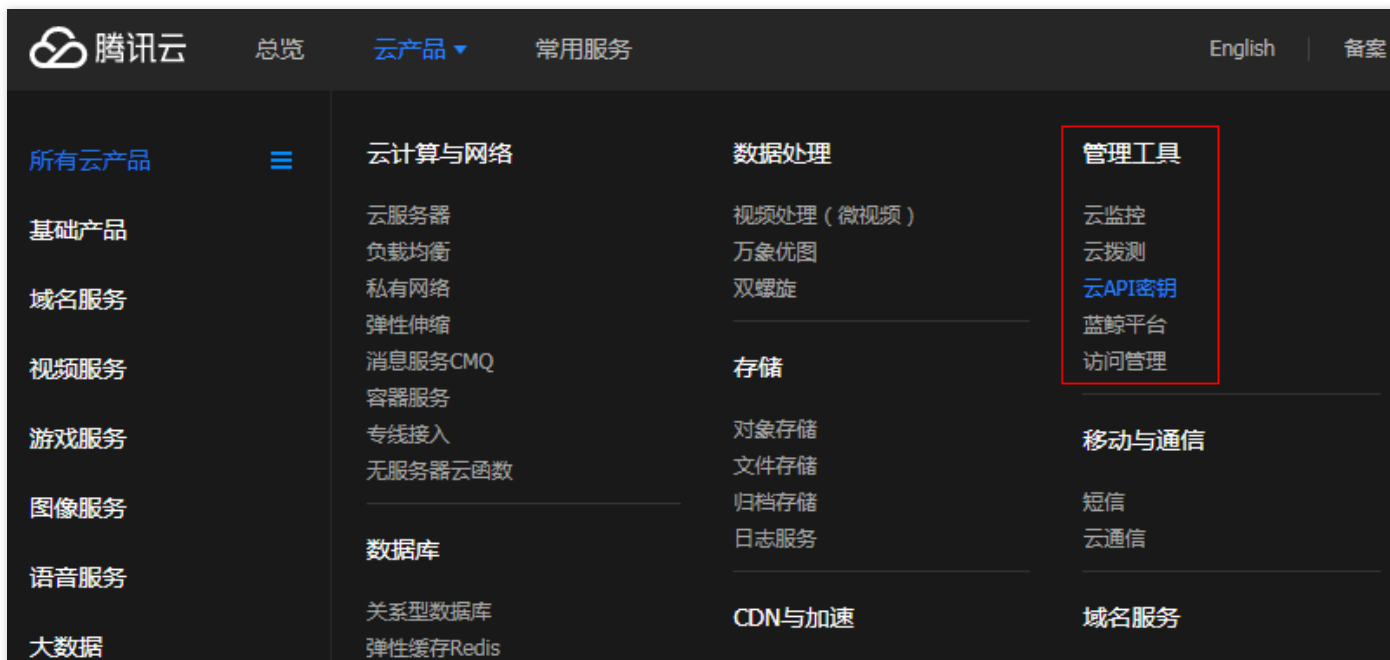 腾讯云
总览
云产品
常用服务
English
备案
所有云产品
基础产品
域名服务
视频服务
游戏服务
图像服务
语音服务
大数据
云计算与网络
云服务器
负载均衡
私有网络
弹性伸缩
消息服务CMQ
容器服务
专线接入
无服务器云函数
数据库
关系型数据库
弹性缓存Redis
数据处理
视频处理（微视频）
万象优图
双螺旋
存储
对象存储
文件存储
归档存储
日志服务
CDN与加速
管理工具
云监控
云拨测
云API密钥
蓝鲸平台
访问管理
移动与通信
短信
云通信
域名服务